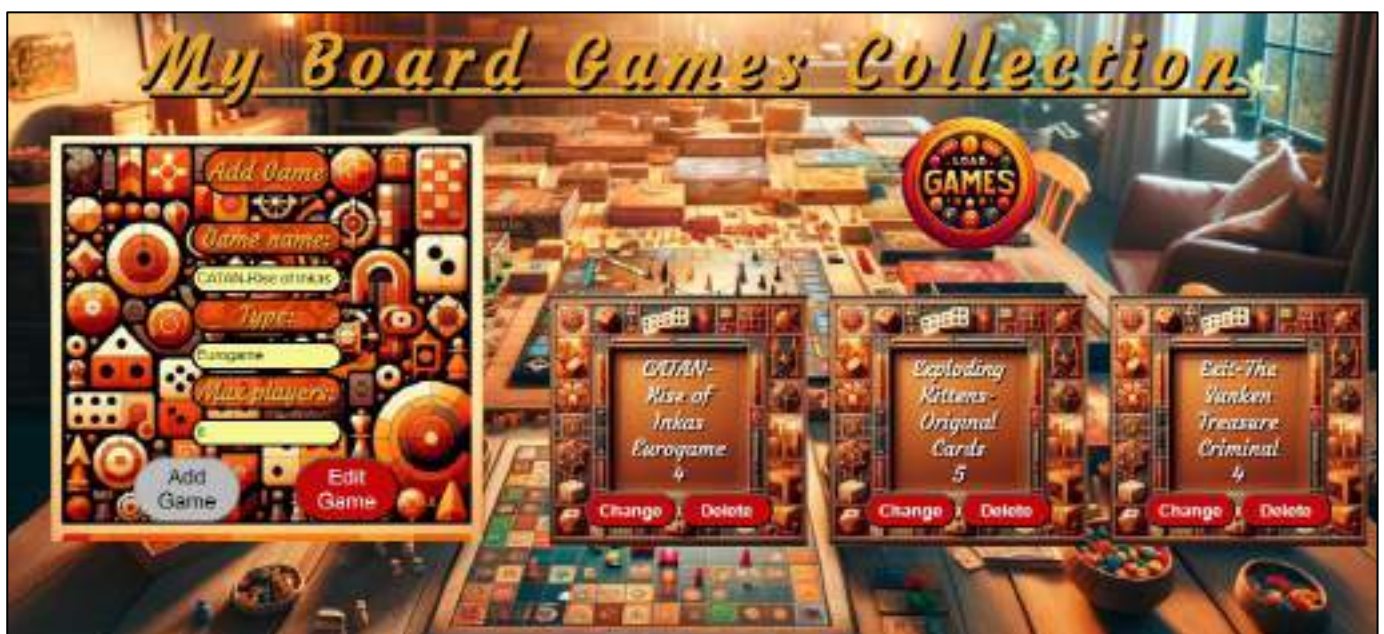 My Board Games Collection
Add Game
Game name:
CATAN-Rise of Inkas
Type:
Eurogame
Max players:
Add
Game
Edit
Game
LOAD
GAMES
CATAN-
Rise of
Inkas
Eurogame
4
Change
Delete
Exploding
Kittens-
Original
Cards
5
Change
Delete
Exit-The
Sunken
Treasure
Criminal
4
Change
Delete